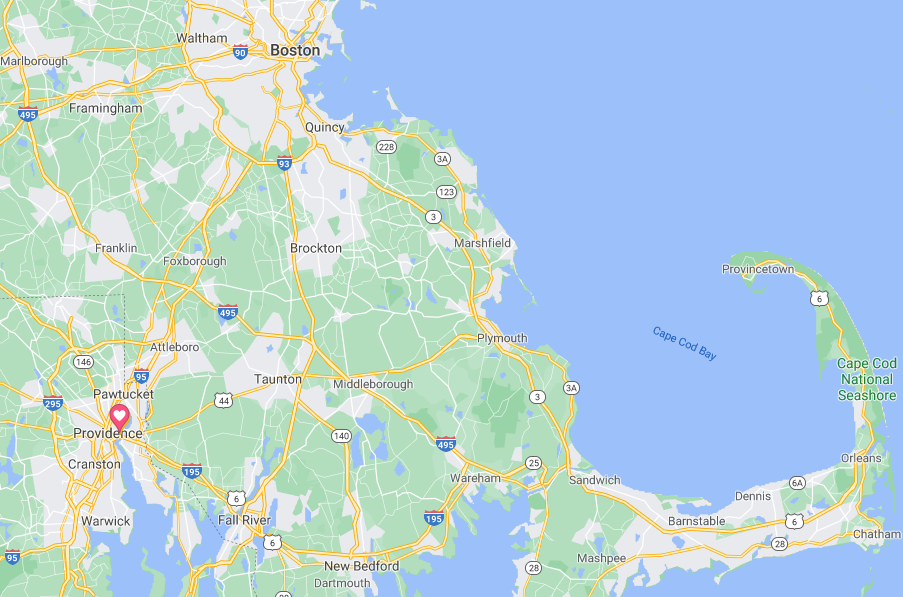 Waltham
90
Boston
Marlborough
Framingham
495
Quincy
228
3A
93
123
3
Marshfield
Franklin
Brockton
Foxborough
Provincetown
6
495
Cape Cod Bay
Plymouth
Attleboro
146
Cape Cod
National
Seashore
95
Taunton
Middleborough
3A
3
Pawtucket
295
44
Providence
140
495
Orleans
Cranston
195
25
Wareham
Sandwich
6A
6
Dennis
195
Fall River
Warwick
Barnstable
6
Chatham
6
28
95
Mashpee
New Bedford
28
Dartmouth